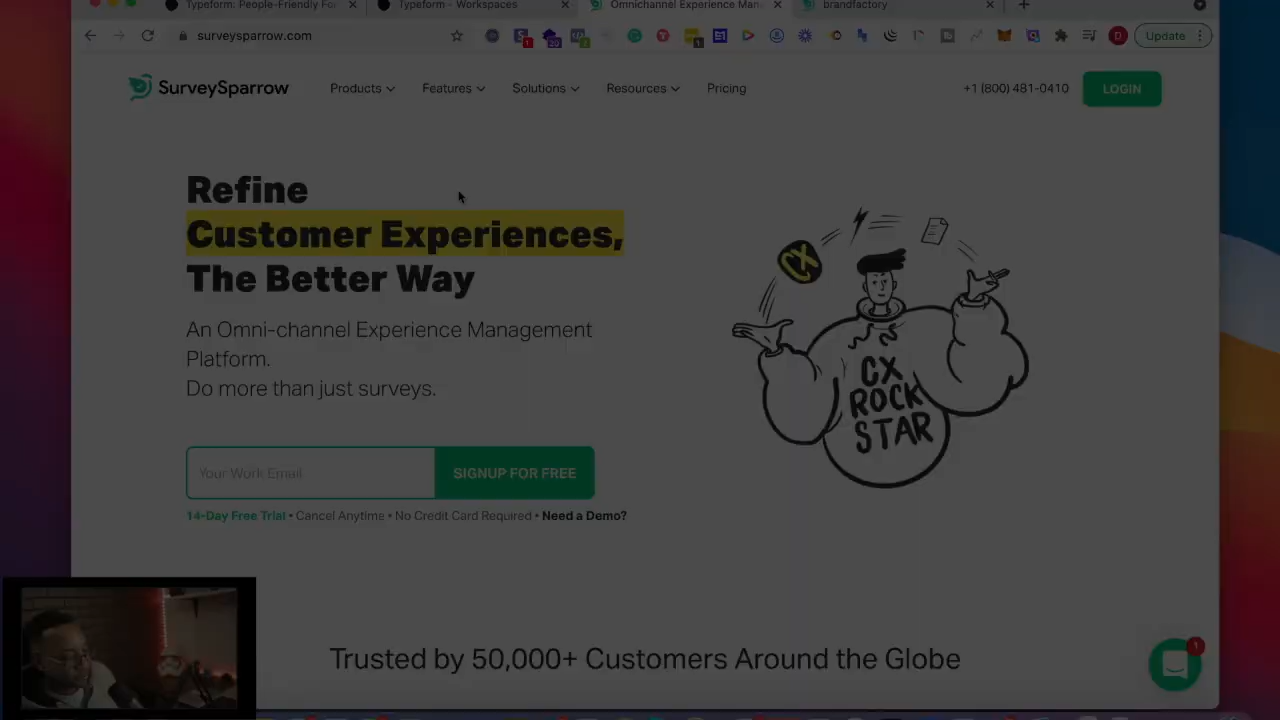 Typeform: People-Friendly Fo
Typeform - Workspaces
Omnichannel Experience Man
brandfactory
surveysparrow.com
Update
SurveySparrow
Products
Features
Solutions
Resources
Pricing
+1 (800) 481-0410
LOGIN
Refine
Customer Experiences,
The Better Way
An Omni-channel Experience Management
Platform.
Do more than just surveys.
CX
CX
ROCK
STAR
Your Work Email
SIGNUP FOR FREE
14-Day Free Trial • Cancel Anytime • No Credit Card Required • Need a Demo?
Trusted by 50,000+ Customers Around the Globe
1